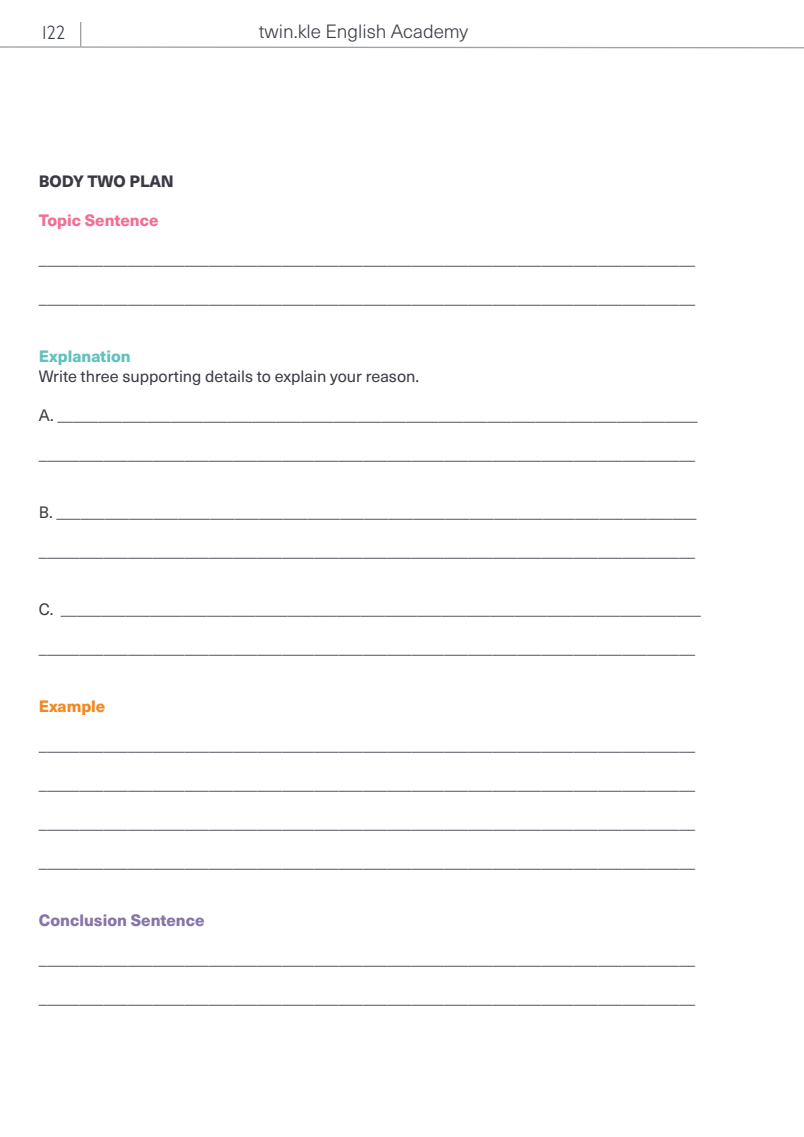 122
twin.kle English Academy
BODY TWO PLAN
Topic Sentence
Explanation
Write three supporting details to explain your reason.
A.
B.
C.
Example
Conclusion Sentence